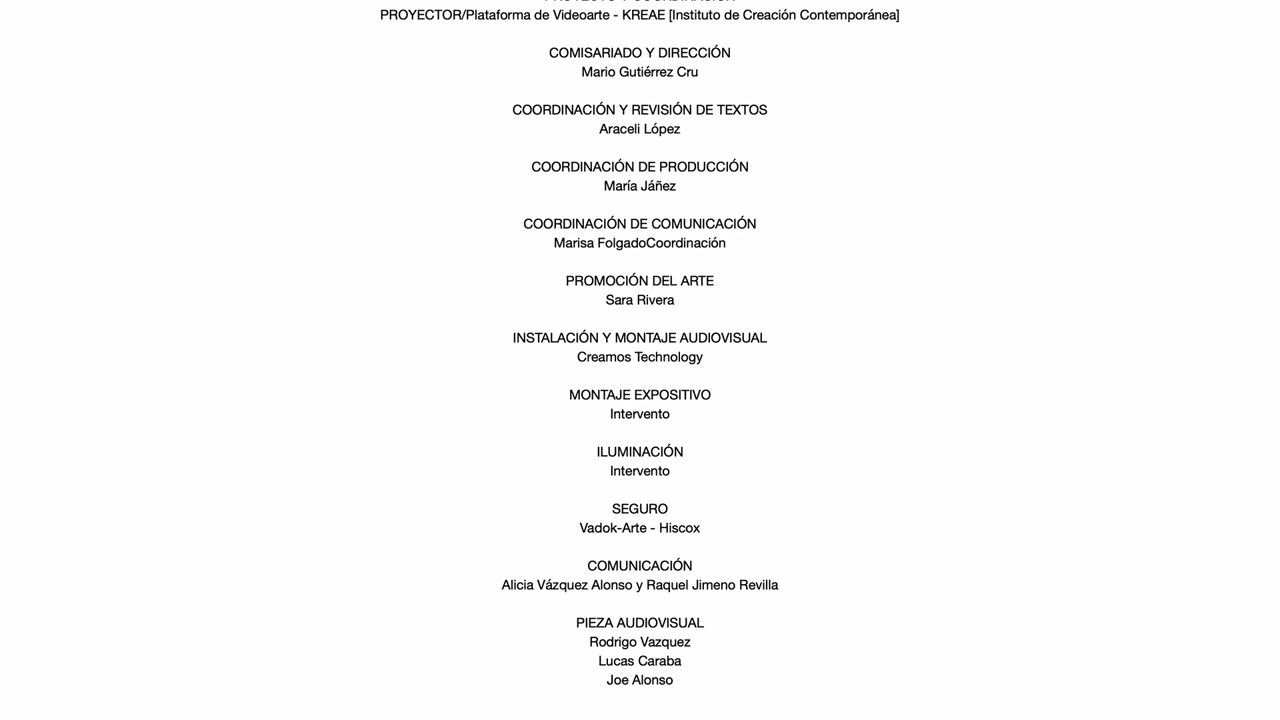 PROYECTOR/Plataforma de Videoarte - KREAE [Instituto de Creación Contemporánea]
COMISARIADO Y DIRECCIÓN
Mario Gutiérrez Cru
COORDINACIÓN Y REVISIÓN DE TEXTOS
Araceli López
COORDINACIÓN DE PRODUCCIÓN
María Jáñez
COORDINACIÓN DE COMUNICACIÓN
Marisa FolgadoCoordinación
PROMOCIÓN DEL ARTE
Sara Rivera
INSTALACIÓN Y MONTAJE AUDIOVISUAL
Creamos Technology
MONTAJE EXPOSITIVO
Intervento
ILUMINACIÓN
Intervento
SEGURO
Vadok-Arte - Hiscox
COMUNICACIÓN
Alicia Vázquez Alonso y Raquel Jimeno Revilla
PIEZA AUDIOVISUAL
Rodrigo Vazquez
Lucas Caraba
Joe Alonso